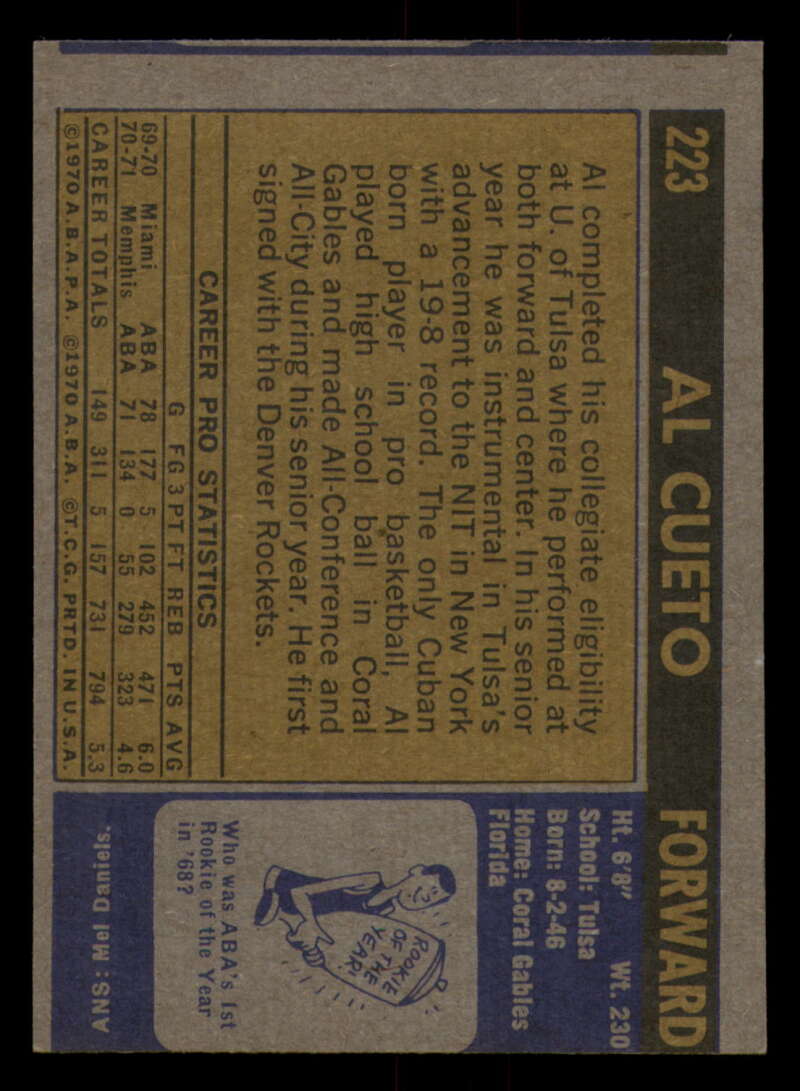 223 AL CUETO FORWARD
Al completed his collegiate eligibility
at U. of Tulsa where he performed at
both forward and center. In his senior
year he was instrumental in Tulsa's
advancement to the NIT in New York
with a 19-8 record. The only Cuban
born player in pro basketball, Al
played high school ball in Coral
Gables and made All-Conference and
All-City during his senior year. He first
signed with the Denver Rockets.
CAREER PRO STATISTICS
G FG 3PT FT REB PTS AVG
69-70 Miami ABA 78 177 5 102 452 471 6.0
70-71 Memphis ABA 71 134 0 55 279 323 4.6
CAREER TOTALS 149 311 5 157 731 794 5.3
©1970 A.B.A.P.A. ©1970 A.B.A. ©T.C.G. PRTD. IN U.S.A.
Ht. 6'8" Wt. 230
School: Tulsa
Born: 8-2-46
Home: Coral Gables
Florida
ROOKIE
OF THE
YEAR!
Who was ABA's 1st
Rookie of the Year
in '68?
ANS: Mel Daniels.